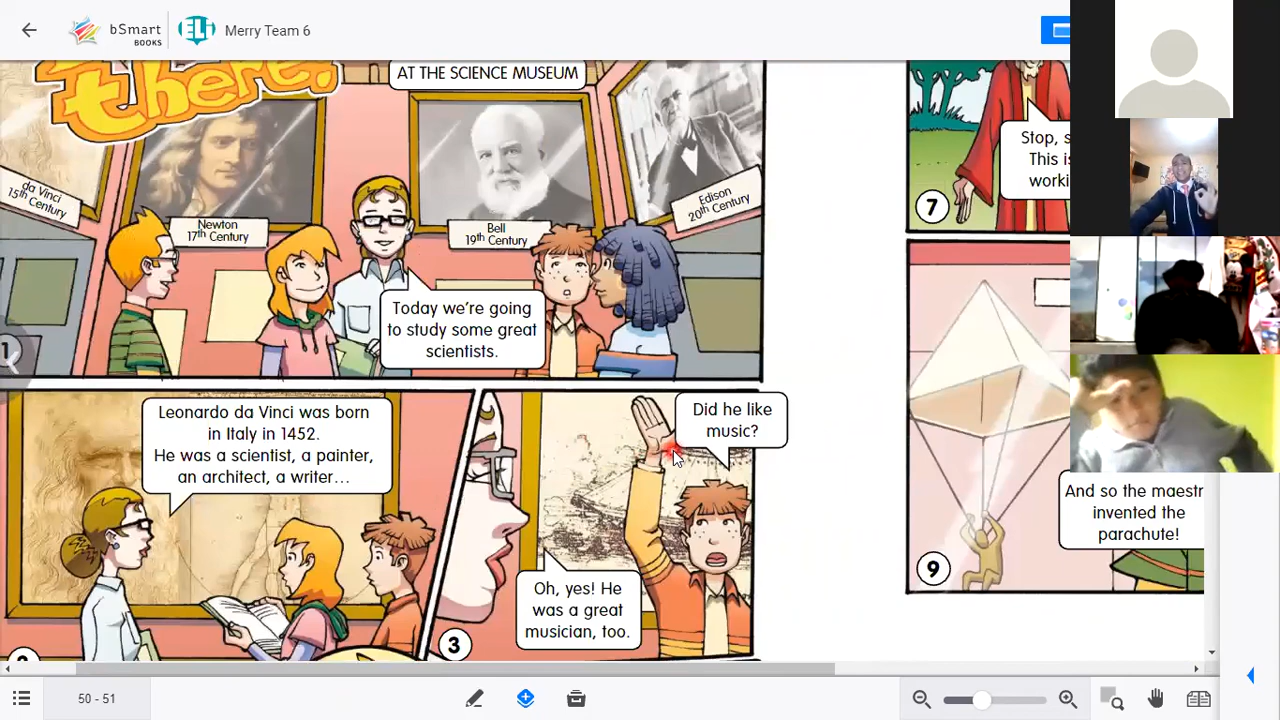 bSmart
BOOKS
ELi
Merry Team 6
there!
AT THE SCIENCE MUSEUM
da Vinci
15th Century
Newton
17th Century
Bell
19th Century
Edison
20th Century
Today we're going
to study some great
scientists.
1
Leonardo da Vinci was born
in Italy in 1452.
He was a scientist, a painter,
an architect, a writer...
Did he like
music?
Oh, yes! He
was a great
musician, too.
3
Stop, s
This is
worki
7
And so the maestr
invented the
parachute!
9
50 - 51